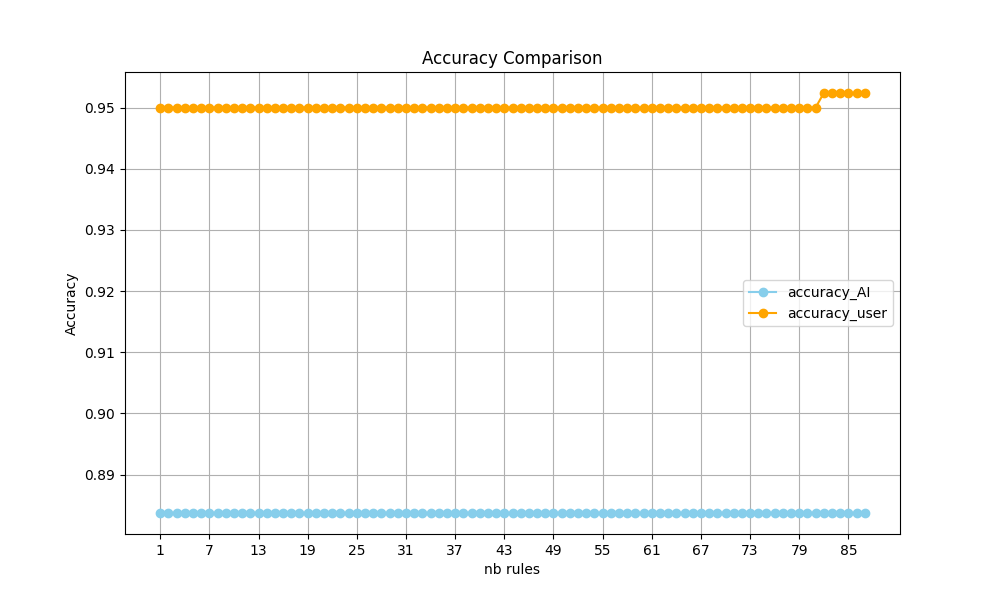 Accuracy Comparison
Accuracy
0.95
0.94
0.93
0.92
0.91
0.90
0.89
accuracy_AI
accuracy_user
1 7 13 19 25 31 37 43 49 55 61 67 73 79 85
nb rules